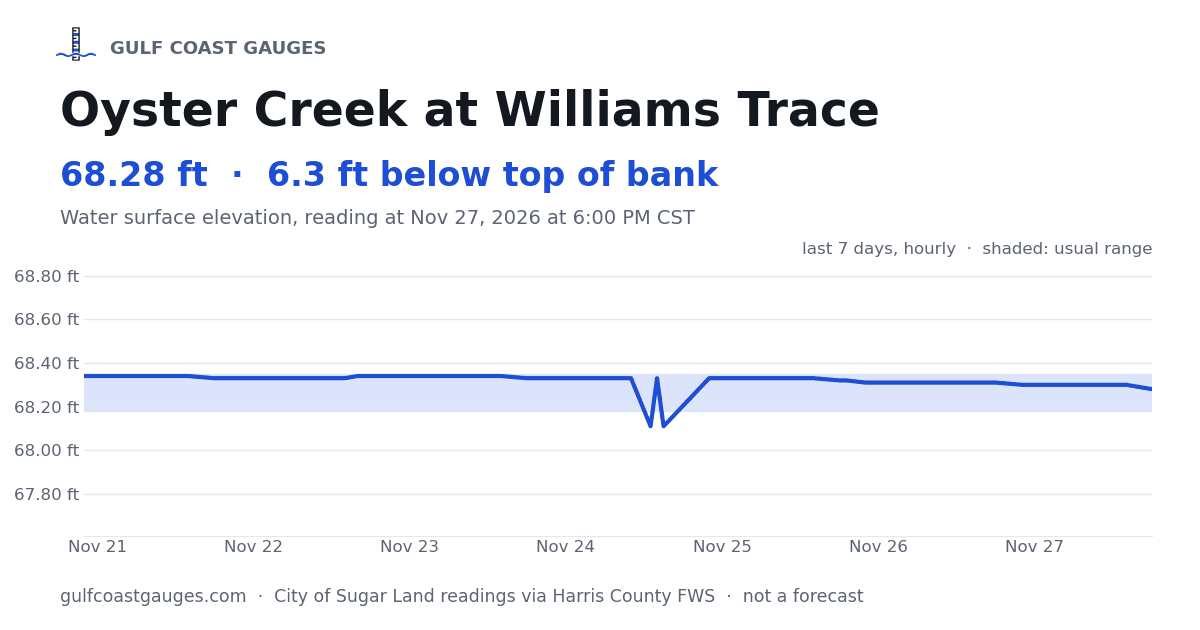 GULF COAST GAUGES
Oyster Creek at Williams Trace
68.28 ft · 6.3 ft below top of bank
Water surface elevation, reading at Nov 27, 2026 at 6:00 PM CST
last 7 days, hourly · shaded: usual range
68.80 ft
68.60 ft
68.40 ft
68.20 ft
68.00 ft
67.80 ft
Nov 21 Nov 22 Nov 23 Nov 24 Nov 25 Nov 26 Nov 27
gulfcoastgauges.com · City of Sugar Land readings via Harris County FWS · not a forecast